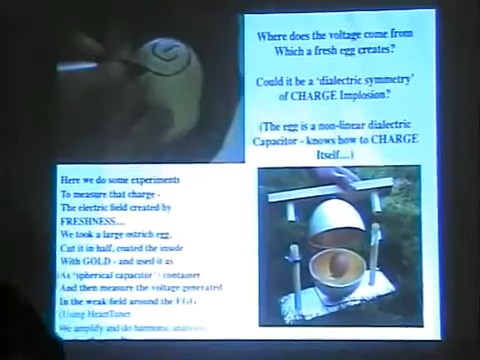 Where does the voltage come from
Which a fresh egg creates?
Could it be a 'dielectric symmetry'
of CHARGE Implosion?
(The egg is a non-linear dielectric
Capacitor - knows how to CHARGE
Itself....)
Here we do some experiments
To measure that charge -
The electric field created by
FRESHNESS....
We took a large ostrich egg,
Cut it in half, coated the inside
With GOLD - and used it as
(As 'spherical capacitor') container
And then measure the voltage generated
In the weak field around the EGG
(Using HeartTuner
We amplify and do harmonic analysis)